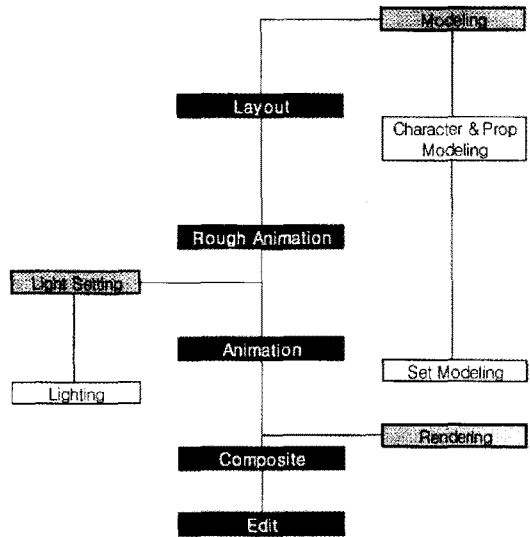 Modeling
Layout
Character & Prop
Modeling
Rough Animation
Light Setting
Animation
Set Modeling
Lighting
Rendering
Composite
Edit